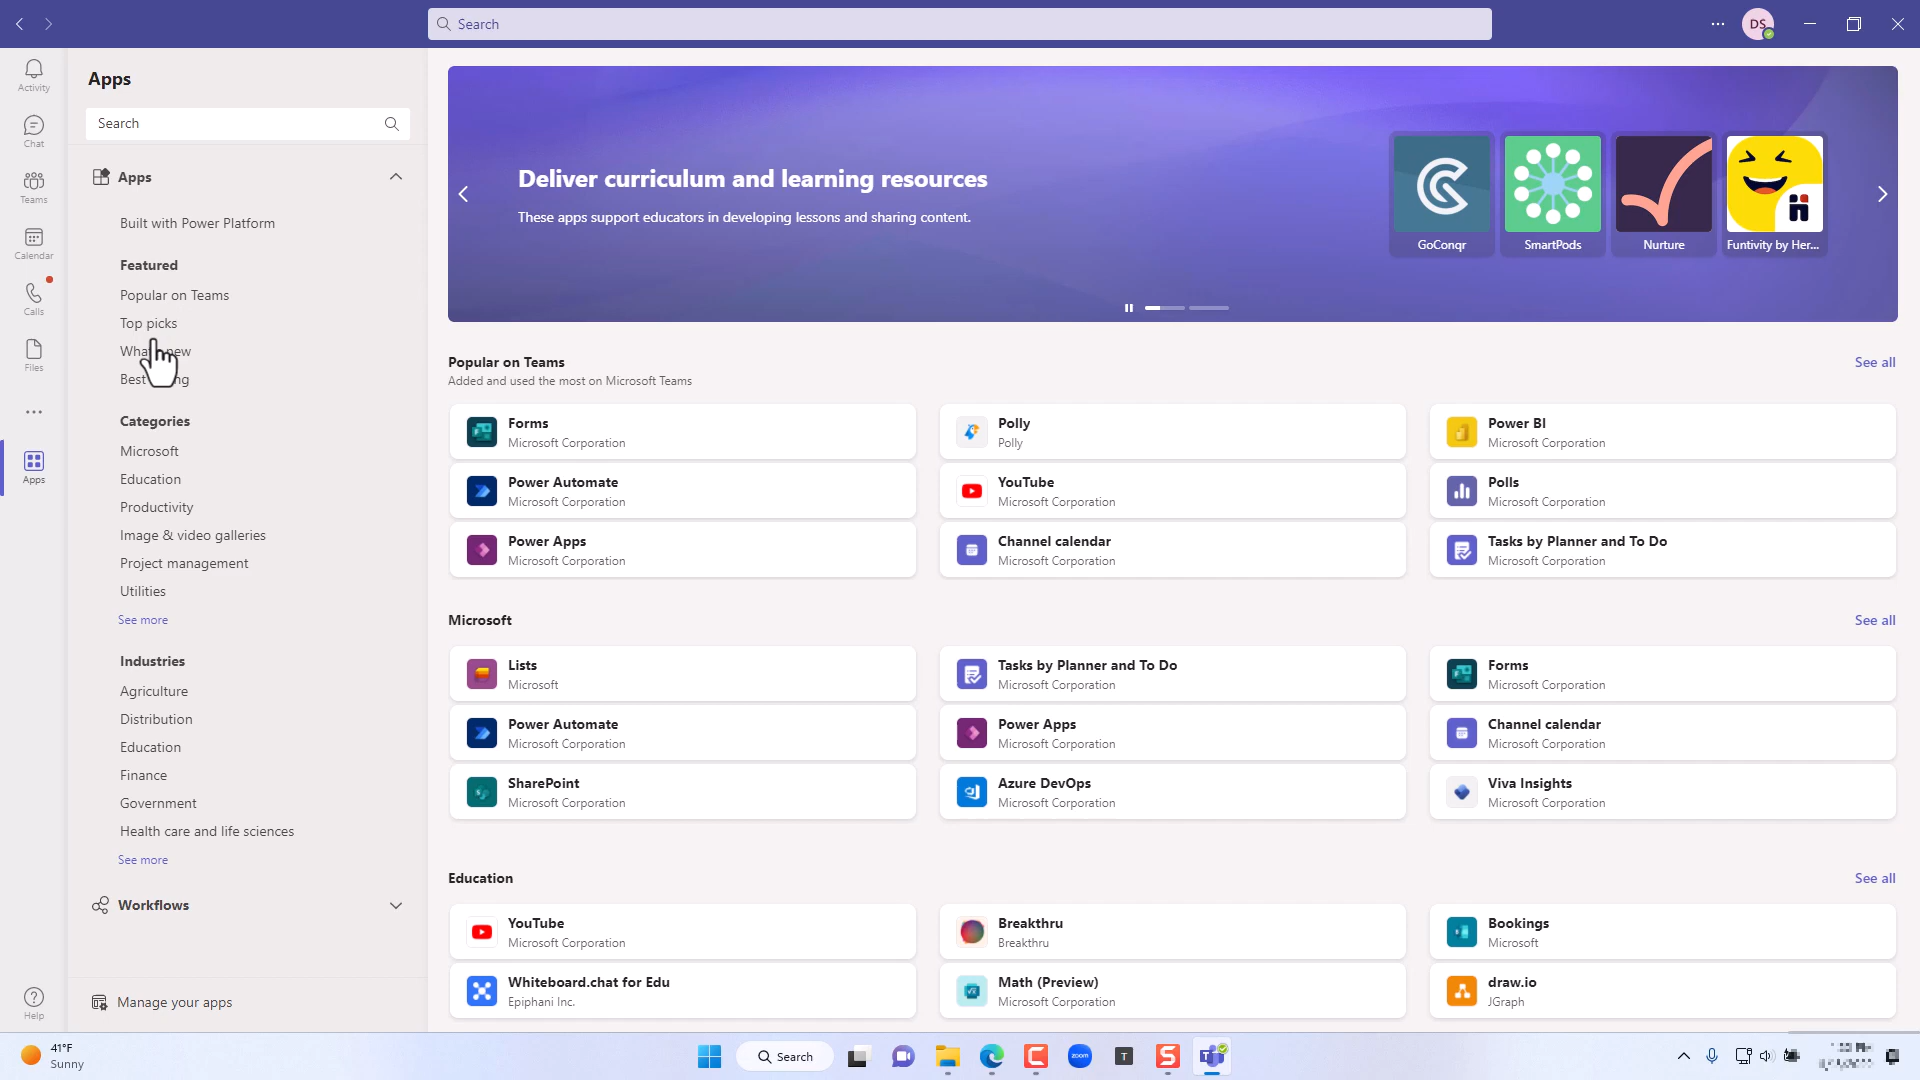 Search
DS
Activity
Chat
Teams
Calendar
Calls
Files
Apps
Help
Apps
Search
Apps
Built with Power Platform
Featured
Popular on Teams
Top picks
new
Best
Categories
Microsoft
Education
Productivity
Image & video galleries
Project management
Utilities
See more
Industries
Agriculture
Distribution
Education
Finance
Government
Health care and life sciences
See more
Workflows
Manage your apps
Deliver curriculum and learning resources
These apps support educators in developing lessons and sharing content.
GoConqr
SmartPods
Nurture
Funtivity by Her...
Popular on Teams
See all
Added and used the most on Microsoft Teams
Forms
Microsoft Corporation
Polly
Polly
Power BI
Microsoft Corporation
Power Automate
Microsoft Corporation
YouTube
Microsoft Corporation
Polls
Microsoft Corporation
Power Apps
Microsoft Corporation
Channel calendar
Microsoft Corporation
Tasks by Planner and To Do
Microsoft Corporation
Microsoft
See all
Lists
Microsoft
Tasks by Planner and To Do
Microsoft Corporation
Forms
Microsoft Corporation
Power Automate
Microsoft Corporation
Power Apps
Microsoft Corporation
Channel calendar
Microsoft Corporation
SharePoint
Microsoft Corporation
Azure DevOps
Microsoft Corporation
Viva Insights
Microsoft Corporation
Education
See all
YouTube
Microsoft Corporation
Breakthru
Breakthru
Bookings
Microsoft
Whiteboard.chat for Edu
Epiphani Inc.
Math (Preview)
Microsoft Corporation
draw.io
JGraph
41°F
Sunny
Search
zoom
T
S